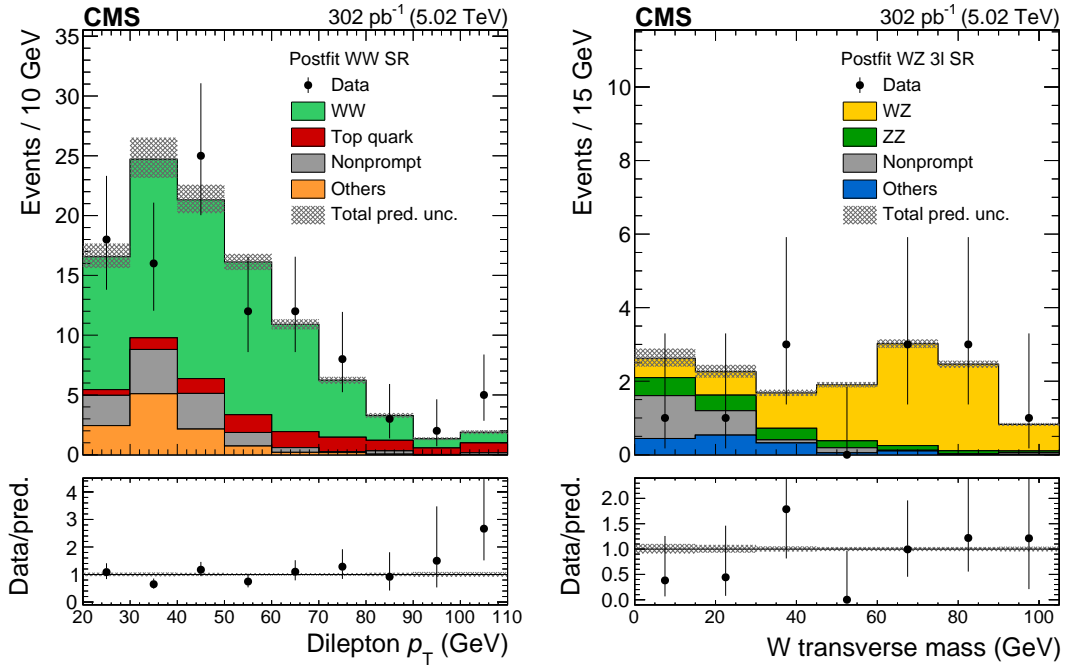 CMS 302 pb⁻¹ (5.02 TeV)
Events / 10 GeV
35
30
25
20
15
10
5
0
Postfit WW SR
Data
WW
Top quark
Nonprompt
Others
Total pred. unc.
Data/pred.
4
3
2
1
0
20 30 40 50 60 70 80 90 100 110
Dilepton p_T (GeV)
CMS 302 pb⁻¹ (5.02 TeV)
Events / 15 GeV
10
8
6
4
2
0
Postfit WZ 3l SR
Data
WZ
ZZ
Nonprompt
Others
Total pred. unc.
Data/pred.
2.0
1.5
1.0
0.5
0.0
0 20 40 60 80 100
W transverse mass (GeV)